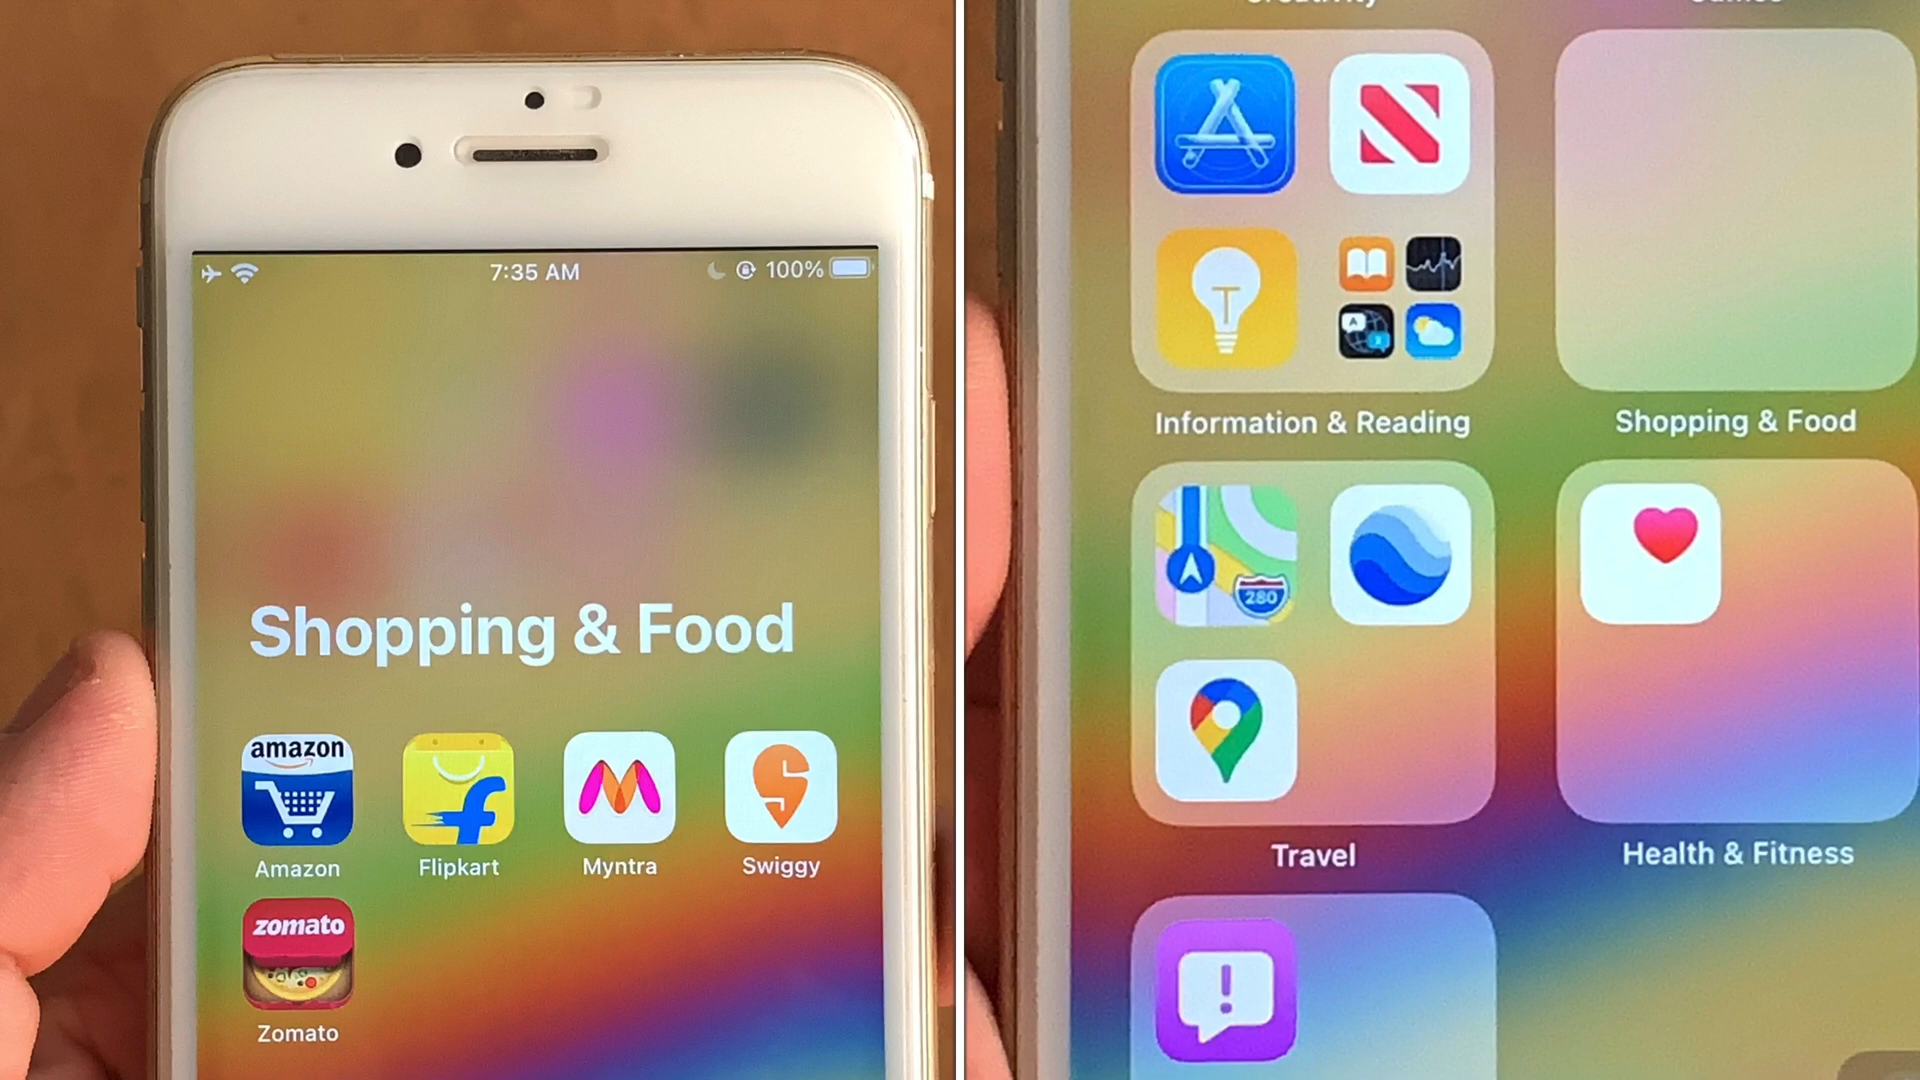 7:35 AM
100%
Shopping & Food
amazon
Amazon
Flipkart
Myntra
Swiggy
zomato
Zomato
Information & Reading
Shopping & Food
280
Travel
Health & Fitness